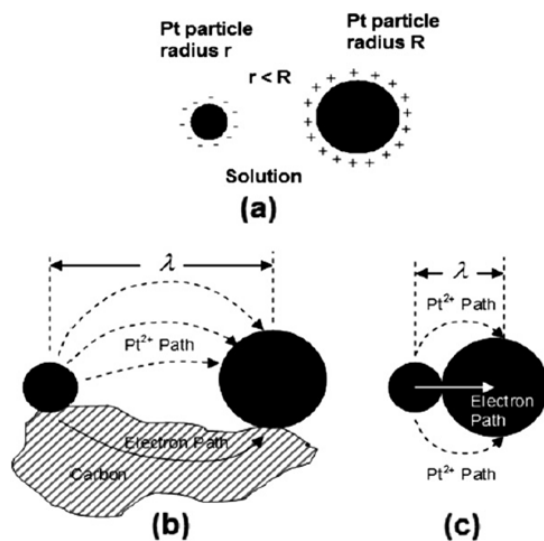 Pt particle
radius r
Pt particle
radius R
r < R
Solution
(a)
λ
Pt²⁺ Path
Electron Path
Carbon
(b)
λ
Pt²⁺ Path
Electron
Path
Pt²⁺ Path
(c)